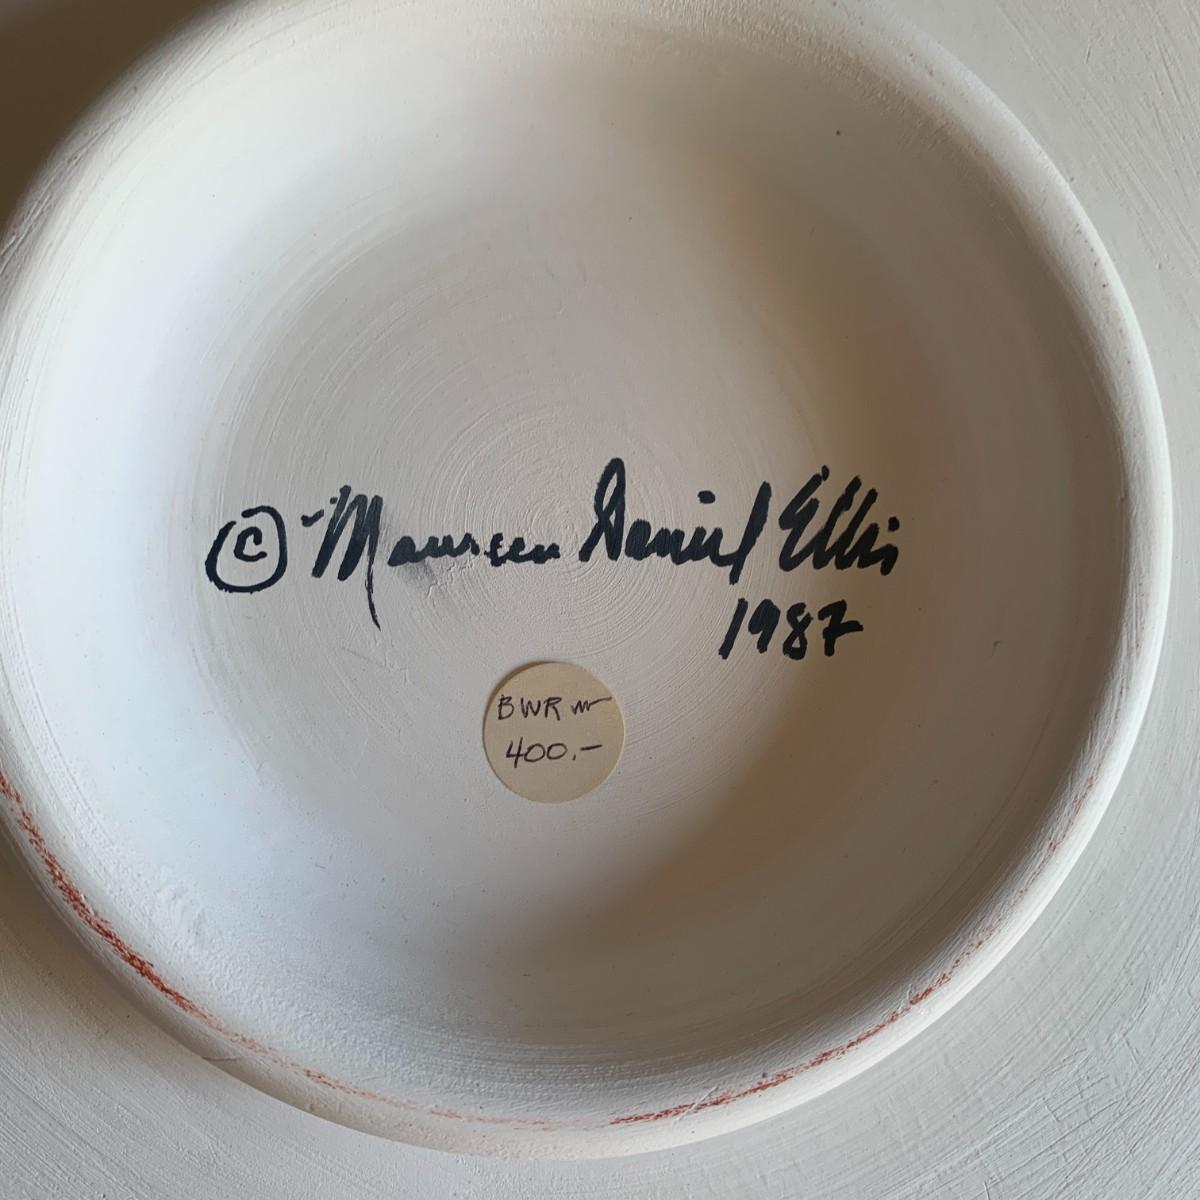 © Maureen Daniel Ellis
1987
BWR
400.-